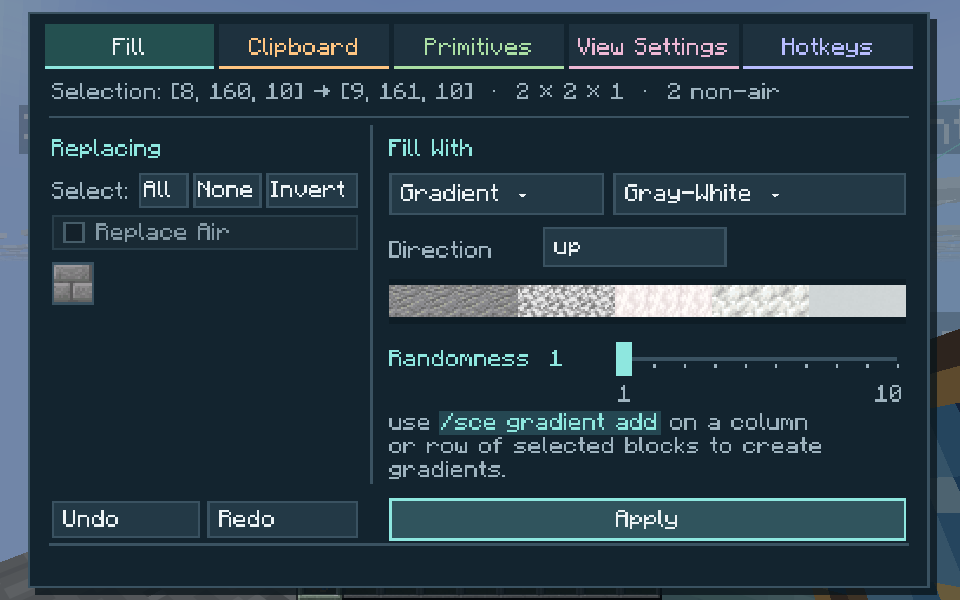 Fill Clipboard Primitives View Settings Hotkeys
Selection: [8, 160, 10] → [9, 161, 10] · 2 × 2 × 1 · 2 non-air
Replacing
Select: All None Invert
Replace Air
Fill With
Gradient Gray-White
Direction up
Randomness 1
1 10
use /sce gradient add on a column
or row of selected blocks to create
gradients.
Undo Redo Apply